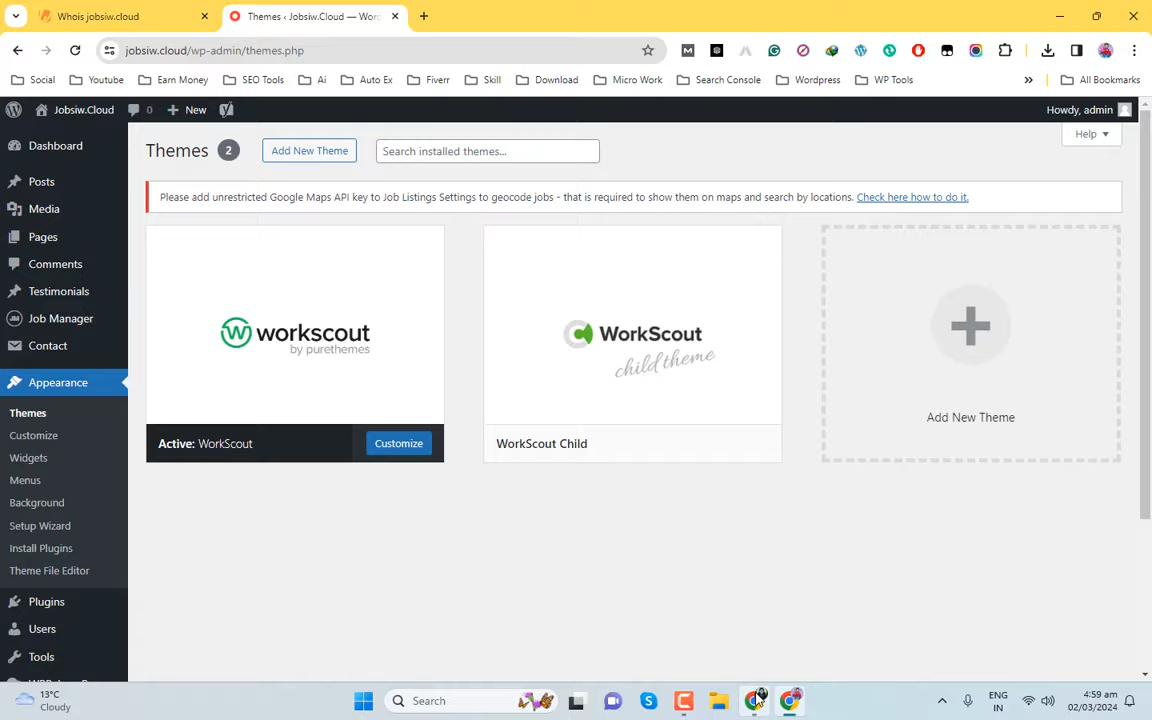 Whois jobsiw.cloud
Themes ‹ Jobsiw.Cloud — Wor
jobsiw.cloud/wp-admin/themes.php
Social
Youtube
Earn Money
SEO Tools
Ai
Auto Ex
Fiverr
Skill
Download
Micro Work
Search Console
Wordpress
WP Tools
All Bookmarks
Jobsiw.Cloud
0
New
Howdy, admin
Help
Dashboard
Posts
Media
Pages
Comments
Testimonials
Job Manager
Contact
Appearance
Themes
Customize
Widgets
Menus
Background
Setup Wizard
Install Plugins
Theme File Editor
Plugins
Users
Tools
Themes 2
Add New Theme
Search installed themes...
Please add unrestricted Google Maps API key to Job Listings Settings to geocode jobs - that is required to show them on maps and search by locations. Check here how to do it.
workscout
by purethemes
Active: WorkScout
Customize
WorkScout
child theme
WorkScout Child
Add New Theme
13°C
Cloudy
Search
ENG
IN
4:59 am
02/03/2024